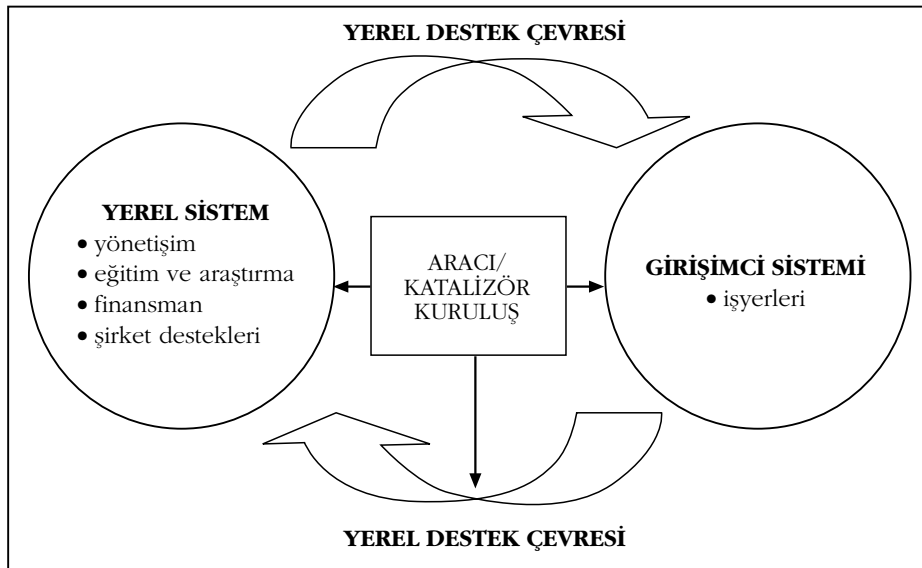 YEREL DESTEK ÇEVRESİ
YEREL SİSTEM
• yönetişim
• eğitim ve araştırma
• finansman
• şirket destekleri
ARACI/
KATALİZÖR
KURULUŞ
GİRİŞİMCİ SİSTEMİ
• işyerleri
YEREL DESTEK ÇEVRESİ